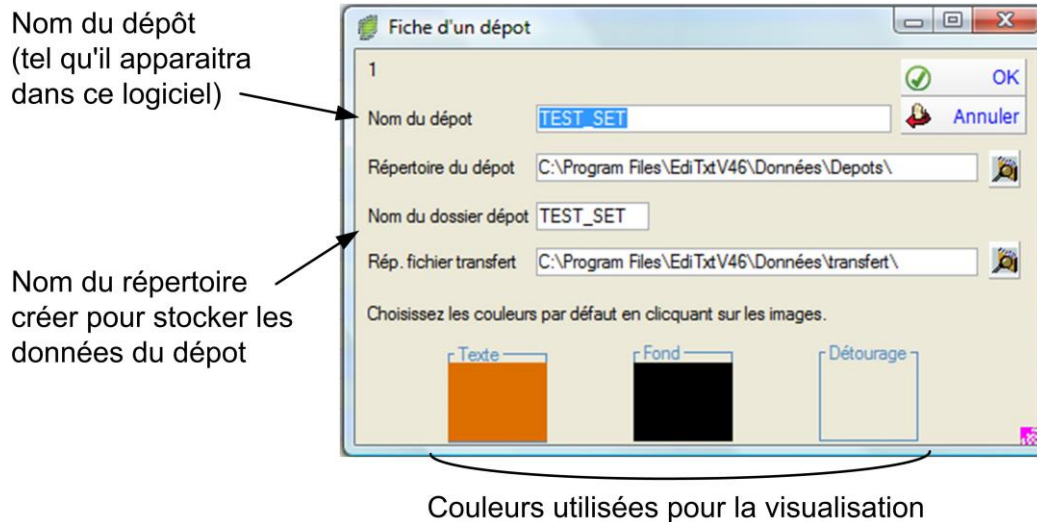 Nom du dépôt
(tel qu'il apparaitra
dans ce logiciel)
Nom du répertoire
créer pour stocker les
données du dépot
Fiche d'un dépot
1
OK
Annuler
Nom du dépot TEST_SET
Répertoire du dépot C:\Program Files\EdiTxtV46\Données\Depots\
Nom du dossier dépot TEST_SET
Rép. fichier transfert C:\Program Files\EdiTxtV46\Données\transfert\
Choisissez les couleurs par défaut en clicquant sur les images.
Texte Fond Détourage
Couleurs utilisées pour la visualisation